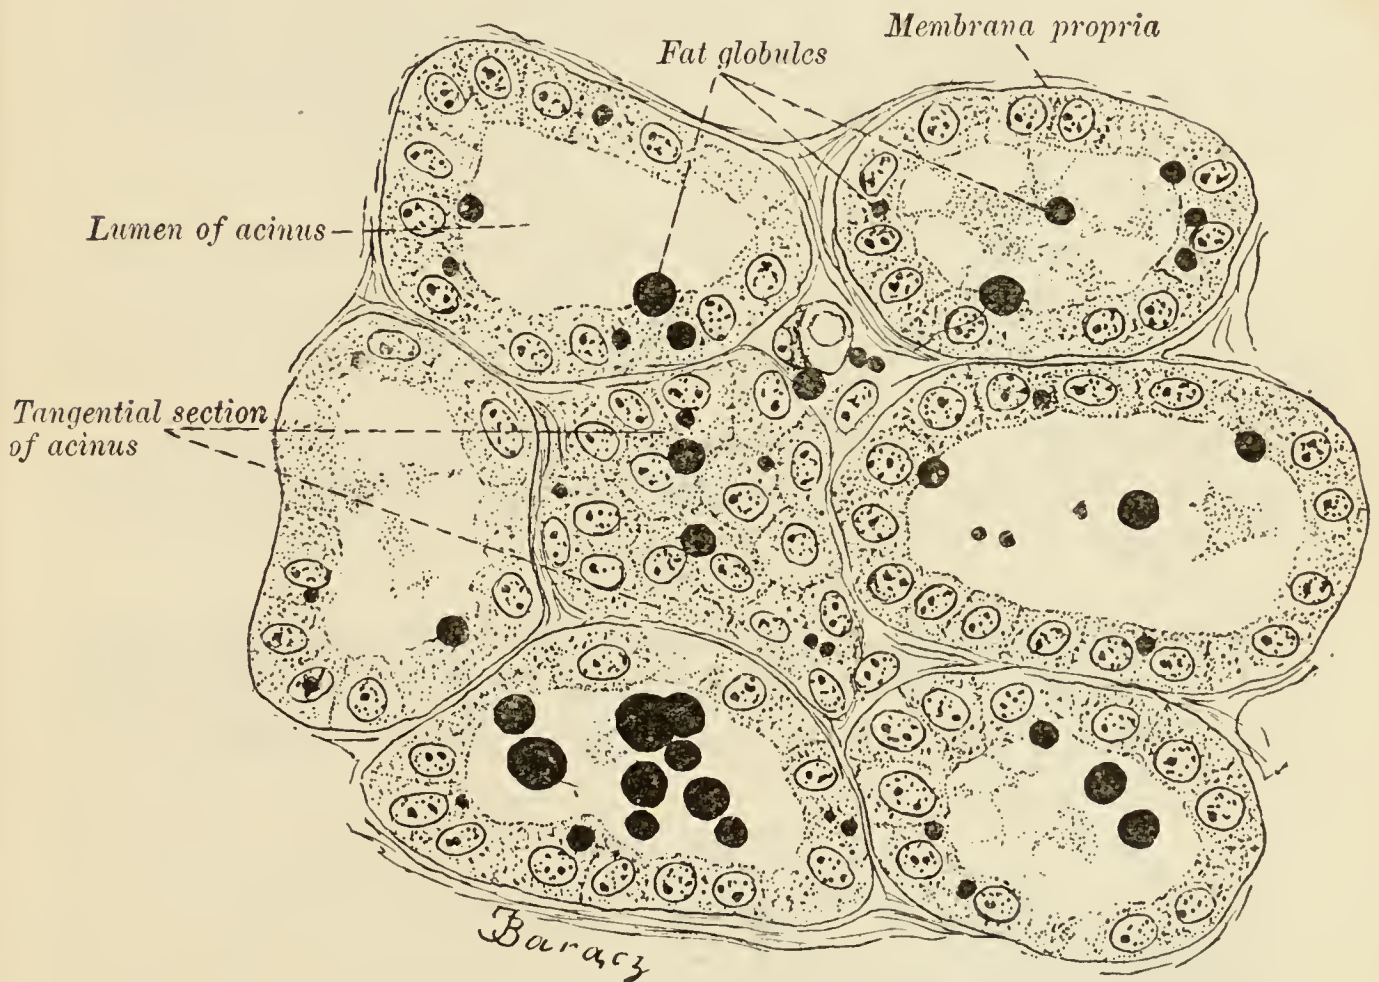 Membrana propria
Fat globules
Lumen of acinus
Tangential section
of acinus
Baracz